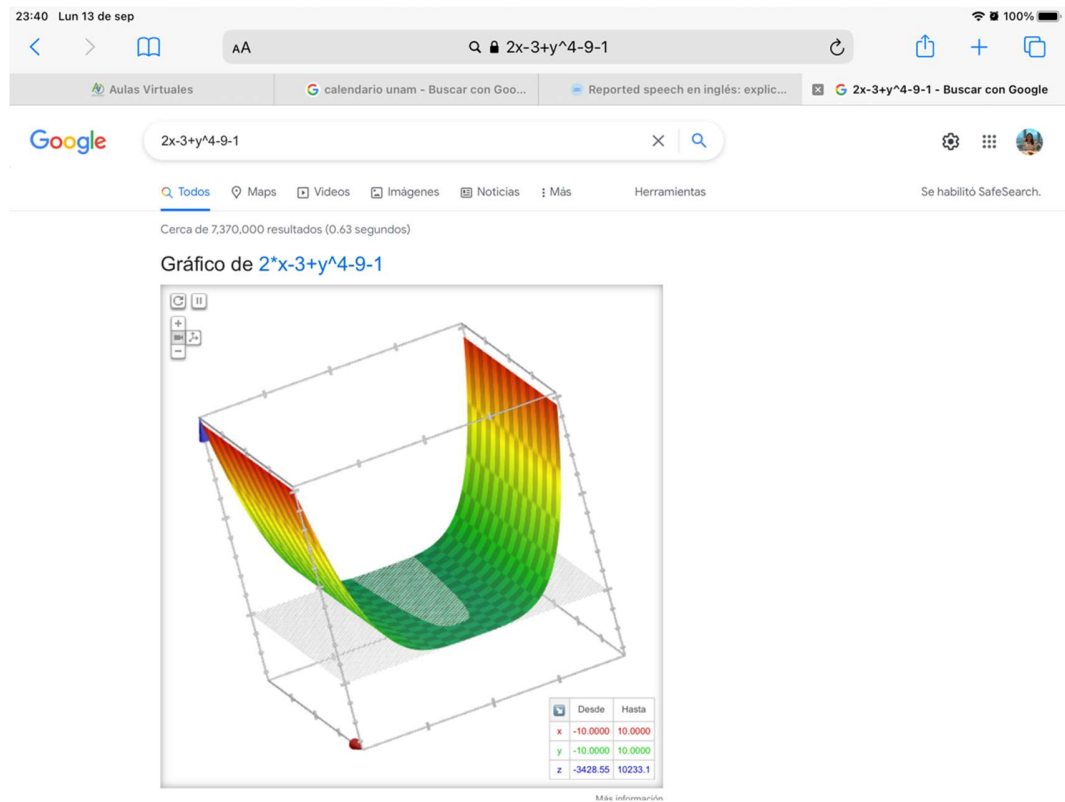 23:40 Lun 13 de sep 100%
AA 2x-3+y^4-9-1
Aulas Virtuales G calendario unam - Buscar con Goo... Reported speech en inglés: explic... G 2x-3+y^4-9-1 - Buscar con Google
Google 2x-3+y^4-9-1
Todos Maps Videos Imágenes Noticias Más Herramientas Se habilitó SafeSearch.
Cerca de 7,370,000 resultados (0.63 segundos)
Gráfico de 2*x-3+y^4-9-1
Desde Hasta
x -10.0000 10.0000
y -10.0000 10.0000
z -3428.55 10233.1
Más información